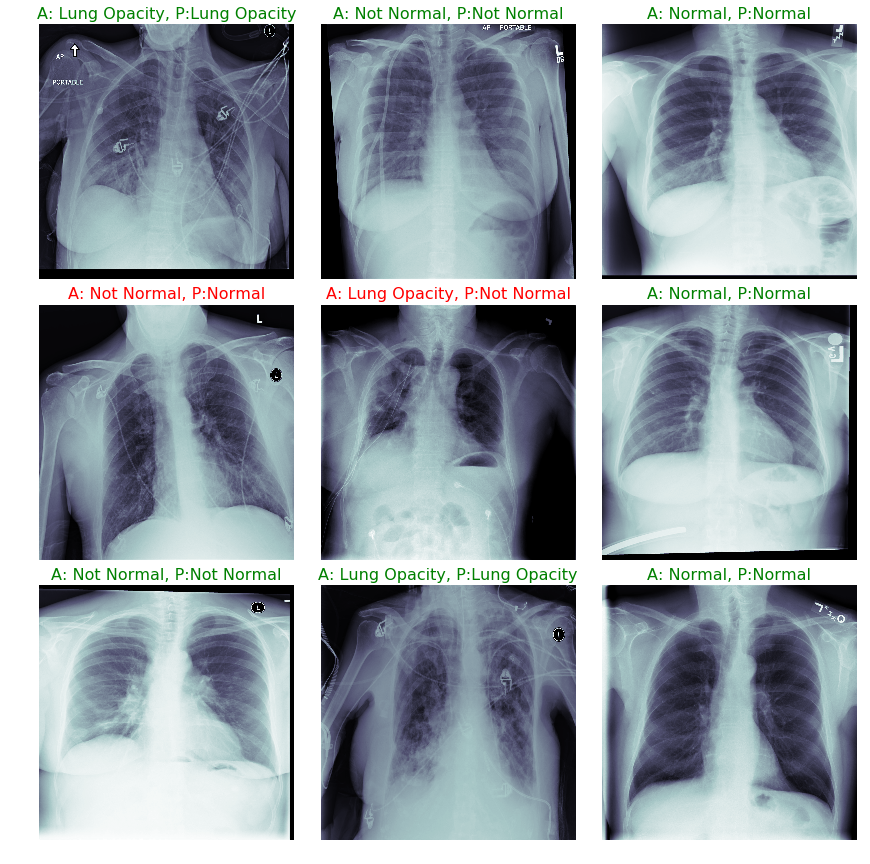 A: Lung Opacity, P:Lung Opacity
A: Not Normal, P:Not Normal
A: Normal, P:Normal
AP
PORTABLE
L
AP PORTABLE
L
A: Not Normal, P:Normal
A: Lung Opacity, P:Not Normal
A: Normal, P:Normal
L
L
L
A: Not Normal, P:Not Normal
A: Lung Opacity, P:Lung Opacity
A: Normal, P:Normal
L